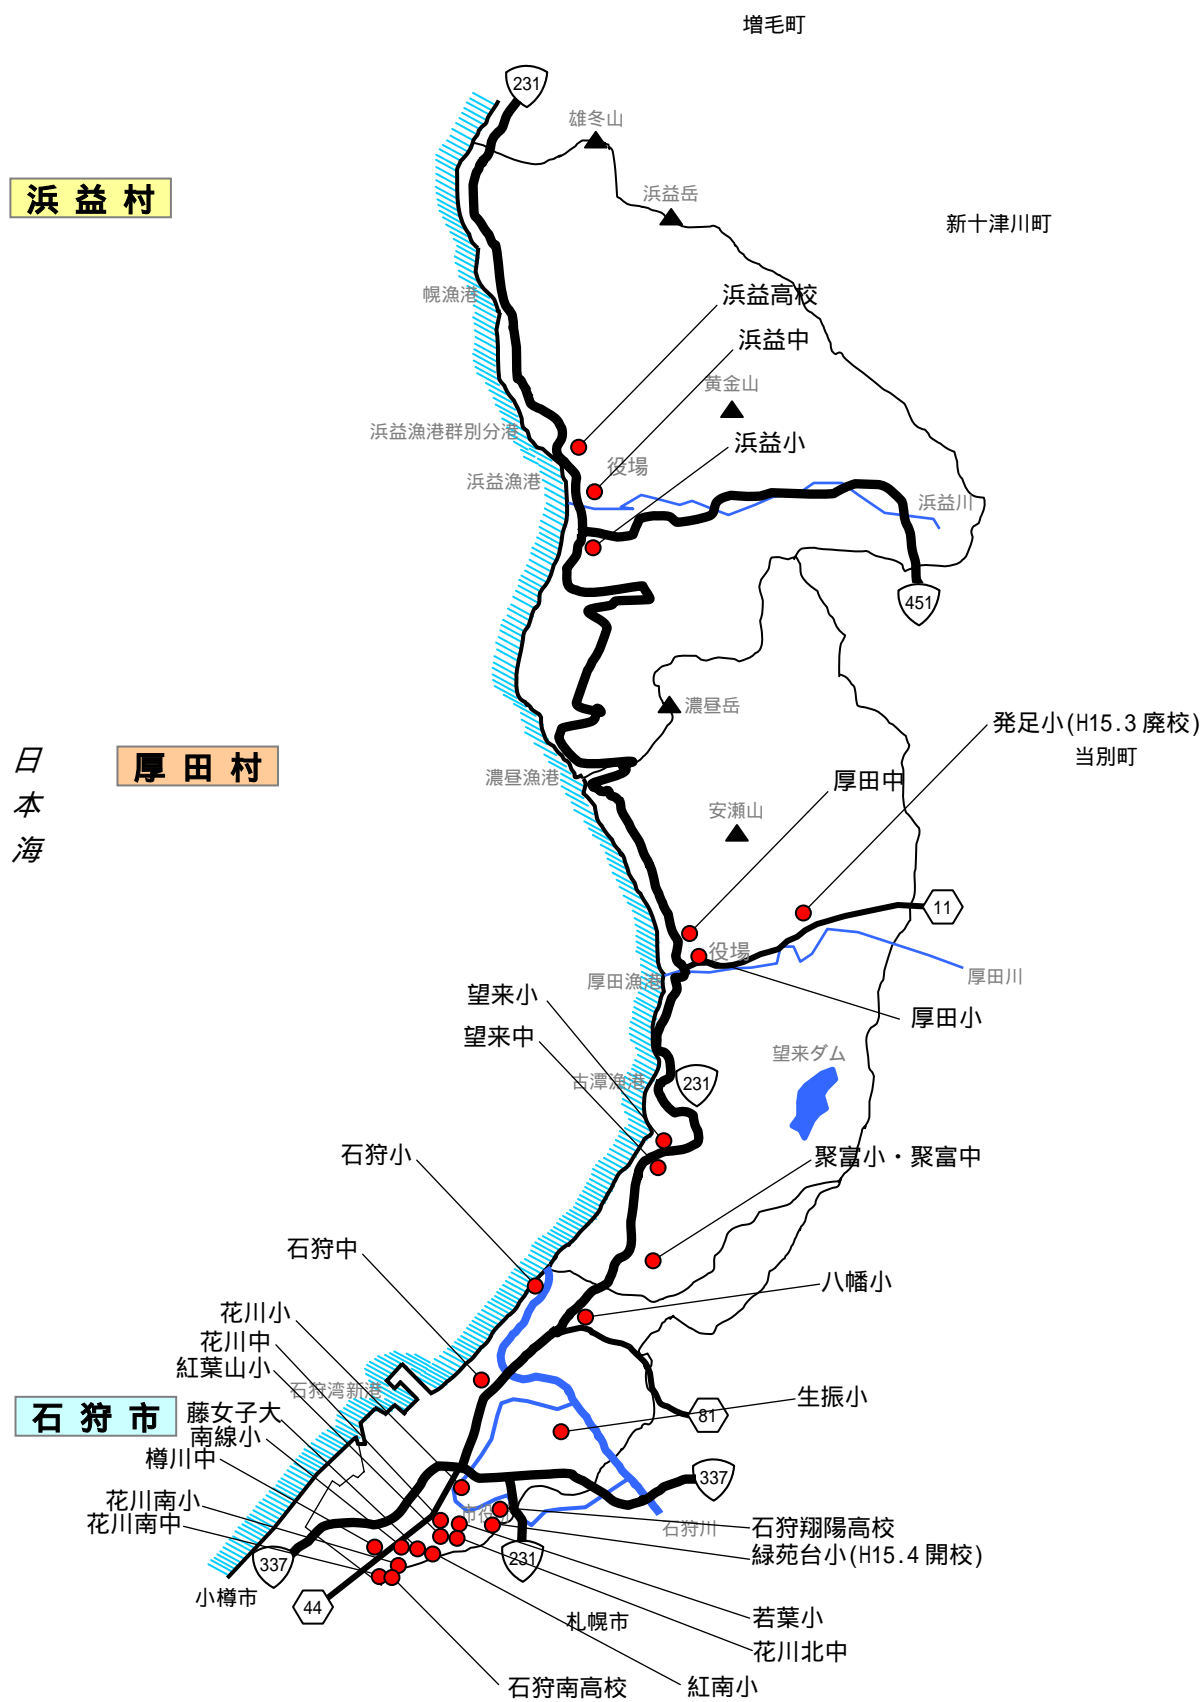 増毛町
231
雄冬山
浜益村
浜益岳
新十津川町
幌漁港
浜益高校
浜益中
黄金山
浜益漁港群別分港
浜益小
役場
浜益漁港
浜益川
451
濃昼岳
発足小(H15.3 廃校)
当別町
日本海
厚田村
濃昼漁港
厚田中
安瀬山
11
役場
厚田漁港
厚田川
望来小
厚田小
望来中
望来ダム
古潭漁港
231
石狩小
聚富小・聚富中
石狩中
八幡小
花川小
花川中
紅葉山小
石狩湾新港
生振小
石狩市
藤女子大
81
南線小
樽川中
337
花川南小
花川南中
石狩川
石狩翔陽高校
緑苑台小(H15.4 開校)
337
231
小樽市
44
札幌市
若葉小
花川北中
石狩南高校
紅南小